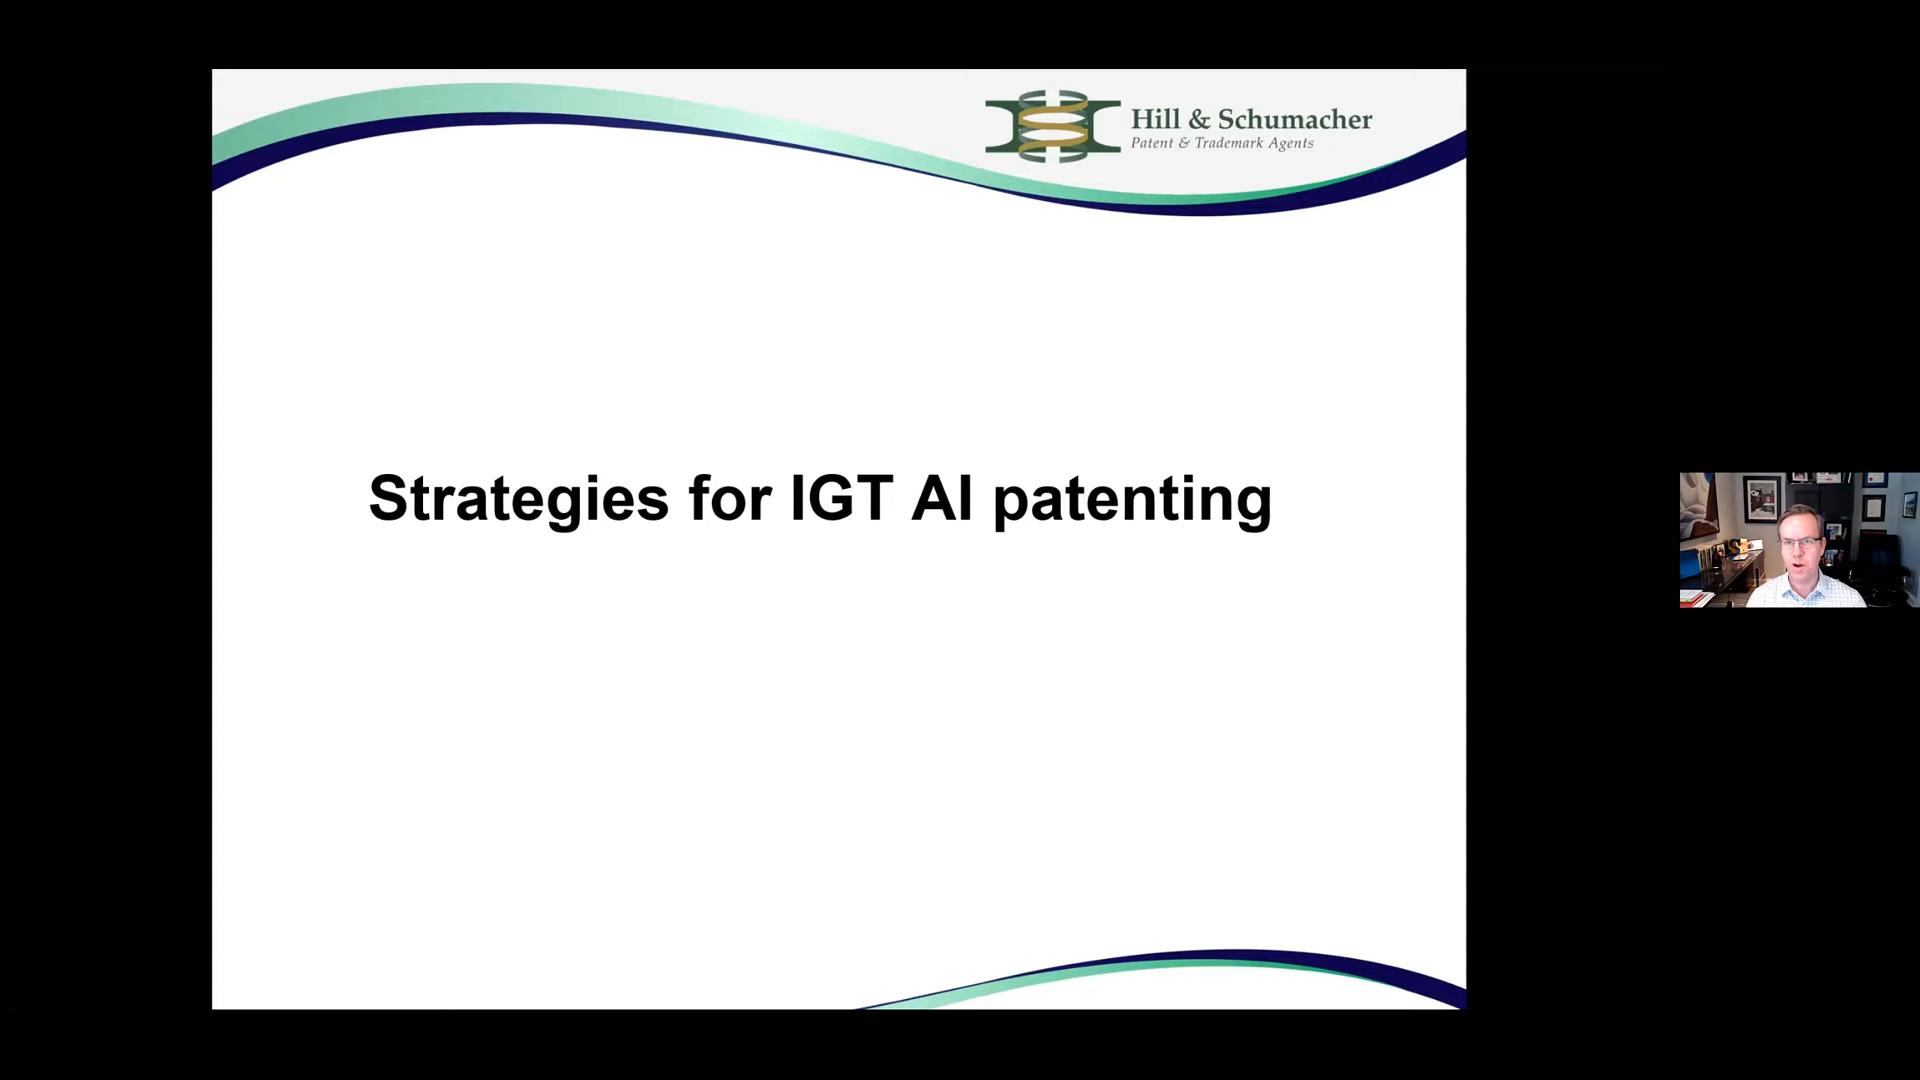 Hill & Schumacher
Patent & Trademark Agents
Strategies for IGT AI patenting